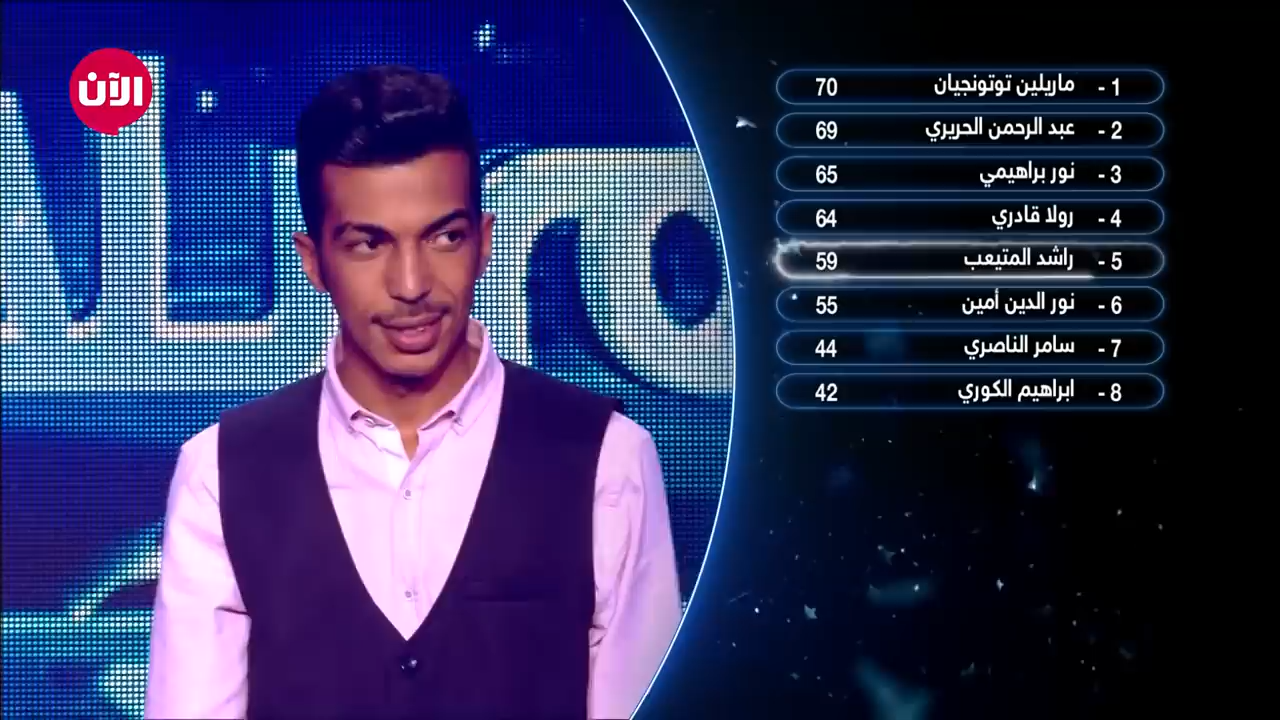 الآن
1 - ماريلين توتونجيان 70
2 - عبد الرحمن الحريري 69
3 - نور براهيمي 65
4 - رولا قادري 64
5 - راشد المتيعب 59
6 - نور الدين أمين 55
7 - سامر الناصري 44
8 - ابراهيم الكوري 42